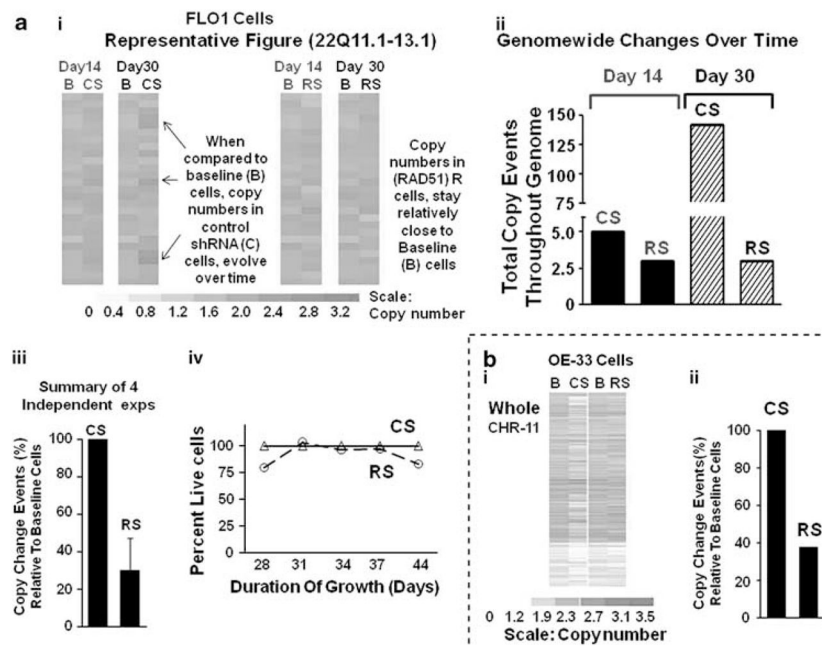 a
i
FLO1 Cells
Representative Figure (22Q11.1-13.1)
Day14 Day30
B CS B CS
Day 14 Day 30
B RS B RS
When
compared to
baseline (B)
cells, copy
numbers in
control
shRNA (C)
cells, evolve
over time
Copy
numbers in
(RAD51) R
cells, stay
relatively
close to
Baseline
(B) cells
0 0.4 0.8 1.2 1.6 2.0 2.4 2.8 3.2
Scale:
Copy number
ii
Genomewide Changes Over Time
Day 14 Day 30
Total Copy Events
Throughout Genome
150
125
100
75
5.0
2.5
0.00
CS
RS
CS
RS
iii
Summary of 4
Independent exps
Copy Change Events (%)
Relative To Baseline Cells
100
80
60
40
20
0
CS
RS
iv
Percent Live cells
100
75
50
25
0
CS
RS
28 31 34 37 44
Duration Of Growth (Days)
b
i
OE-33 Cells
B CS B RS
Whole
CHR-11
0 1.2 1.9 2.3 2.7 3.1 3.5
Scale: Copy number
ii
Copy Change Events(%)
Relative To Baseline Cells
100
80
60
40
20
0
CS
RS